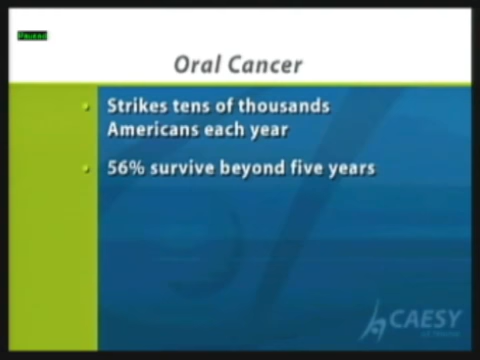 Paused
Oral Cancer
• Strikes tens of thousands
Americans each year
• 56% survive beyond five years
CAESY